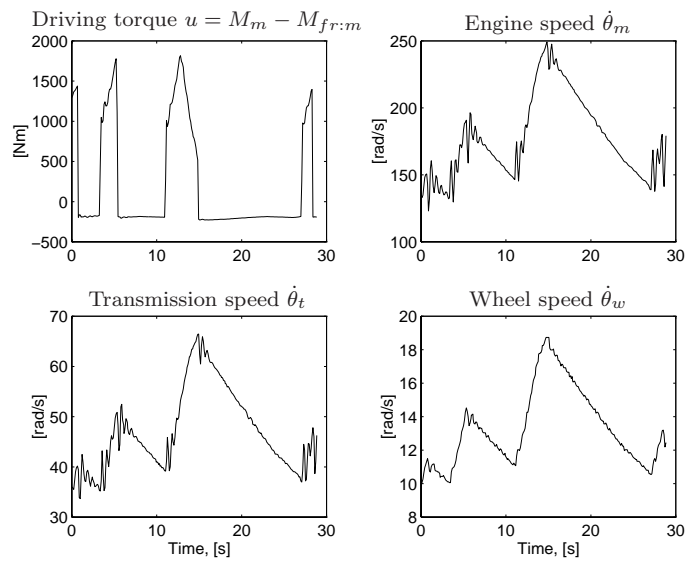 Driving torque u = M_m − M_{fr:m}
2000
1500
1000
500
0
−500
[Nm]
0 10 20 30
Engine speed θ̇_m
250
200
150
100
[rad/s]
0 10 20 30
Transmission speed θ̇_t
70
60
50
40
30
[rad/s]
0 10 20 30
Time, [s]
Wheel speed θ̇_w
20
18
16
14
12
10
8
[rad/s]
0 10 20 30
Time, [s]